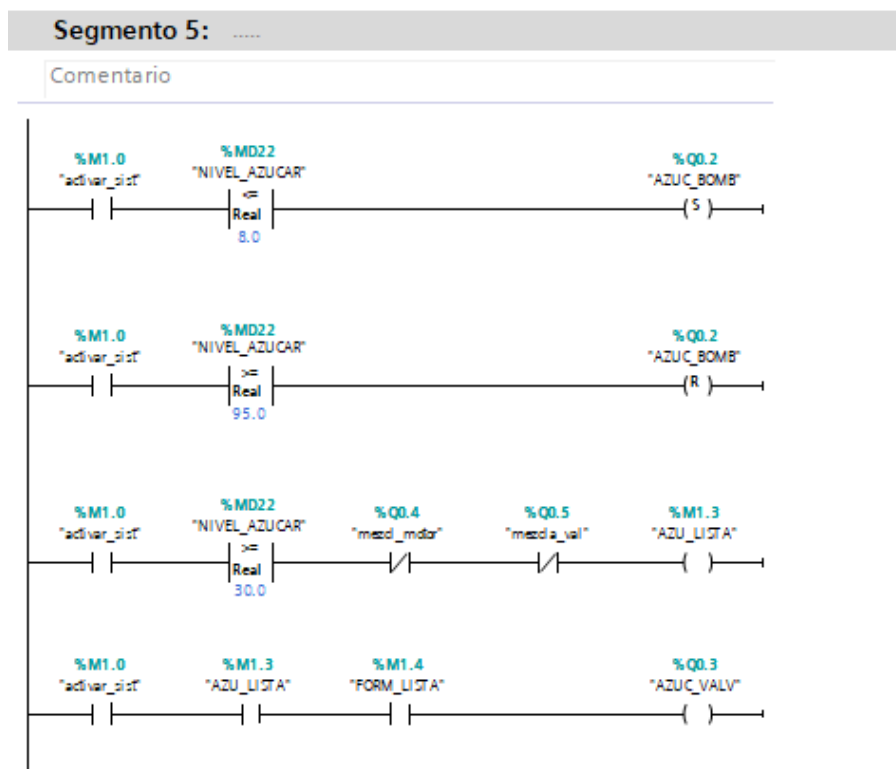 Segmento 5: .....
Comentario
%M1.0 %MD22 %Q0.2
"activar_sist" "NIVEL_AZUCAR" "AZUC_BOMB"
<= S
Real
8.0
%M1.0 %MD22 %Q0.2
"activar_sist" "NIVEL_AZUCAR" "AZUC_BOMB"
>= R
Real
95.0
%M1.0 %MD22 %Q0.4 %Q0.5 %M1.3
"activar_sist" "NIVEL_AZUCAR" "mezcl_motor" "mezcla_val" "AZU_LISTA"
>=
Real
30.0
%M1.0 %M1.3 %M1.4 %Q0.3
"activar_sist" "AZU_LISTA" "FORM_LISTA" "AZUC_VALV"